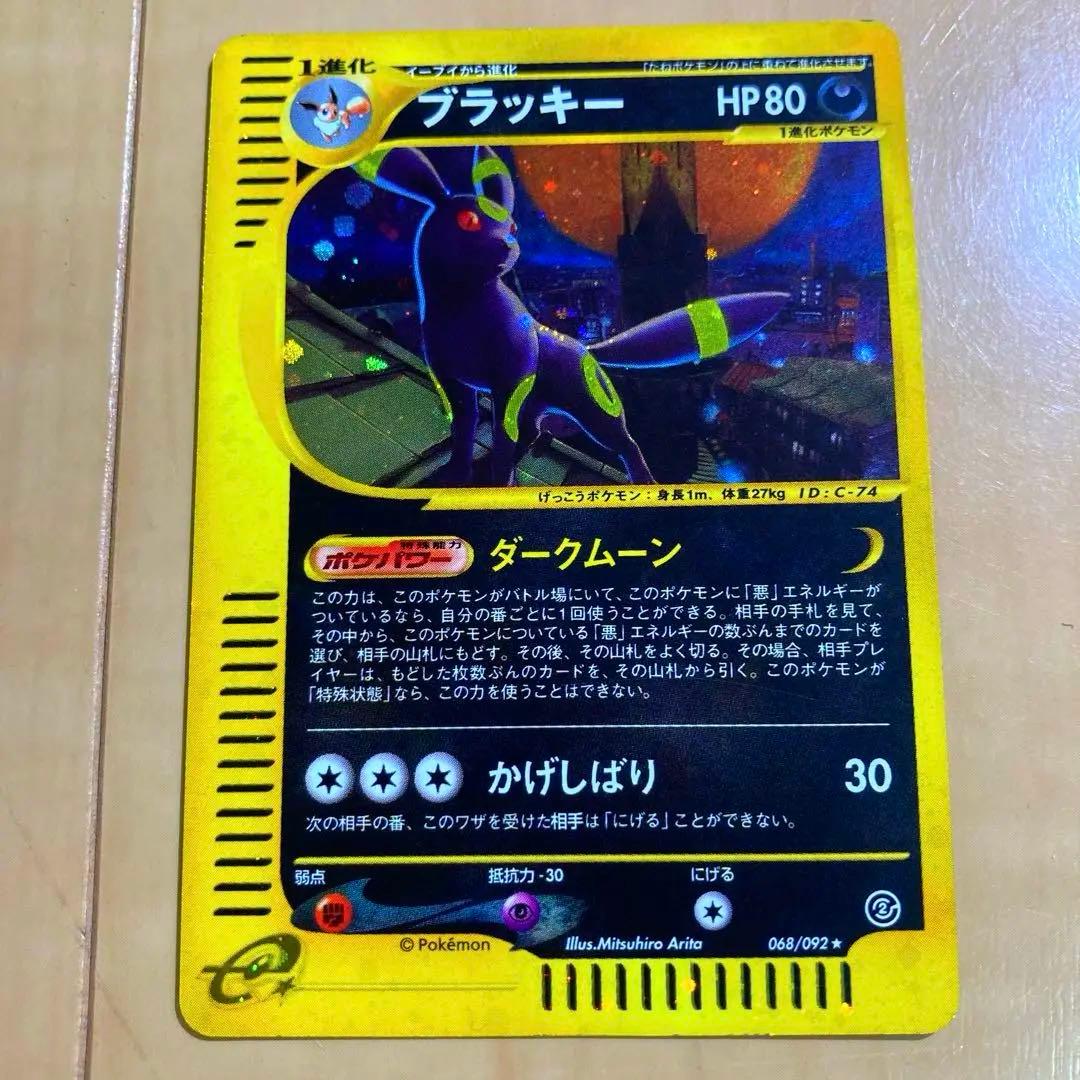 1進化
イーブイから進化
「たねポケモン」の上に重ねて進化させます。
ブラッキー
HP80
1進化ポケモン
げっこうポケモン：身長1m、体重27kg ID:C-74
特殊能力
ポケパワー
ダークムーン
この力は、このポケモンがバトル場にいて、このポケモンに「悪」エネルギーが
ついているなら、自分の番ごとに1回使うことができる。相手の手札を見て、
その中から、このポケモンについている「悪」エネルギーの数ぶんまでのカードを
選び、相手の山札にもどす。その後、その山札をよく切る。その場合、相手プレ
イヤーは、もどした枚数ぶんのカードを、その山札から引く。このポケモンが
「特殊状態」なら、この力を使うことはできない。
かげしばり
30
次の相手の番、このワザを受けた相手は「にげる」ことができない。
弱点
抵抗力-30
にげる
2
©Pokémon
Illus.Mitsuhiro Arita
068/092★
e